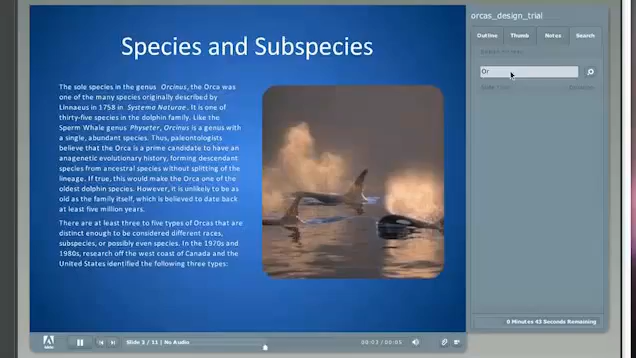 orcas_design_trial
Outline
Thumb
Notes
Search
Or
Species and Subspecies
The sole species in the genus Orcinus, the Orca was
one of the many species originally described by
Linnaeus in 1758 in Systema Naturae. It is one of
thirty-five species in the dolphin family. Like the
Sperm Whale genus Physeter, Orcinus is a genus with
a single, abundant species. Thus, paleontologists
believe that the Orca is a prime candidate to have an
anagenetic evolutionary history, forming descendant
species from ancestral species without splitting of the
lineage. If true, this would make the Orca one of the
oldest dolphin species. However, it is unlikely to be as
old as the family itself, which is believed to date back
at least five million years.
There are at least three to five types of Orcas that are
distinct enough to be considered different races,
subspecies, or possibly even species. In the 1970s and
1980s, research off the west coast of Canada and the
United States identified the following three types:
0 Minutes 43 Seconds Remaining
Slide 3 / 11 | No Audio
00:03 / 00:05